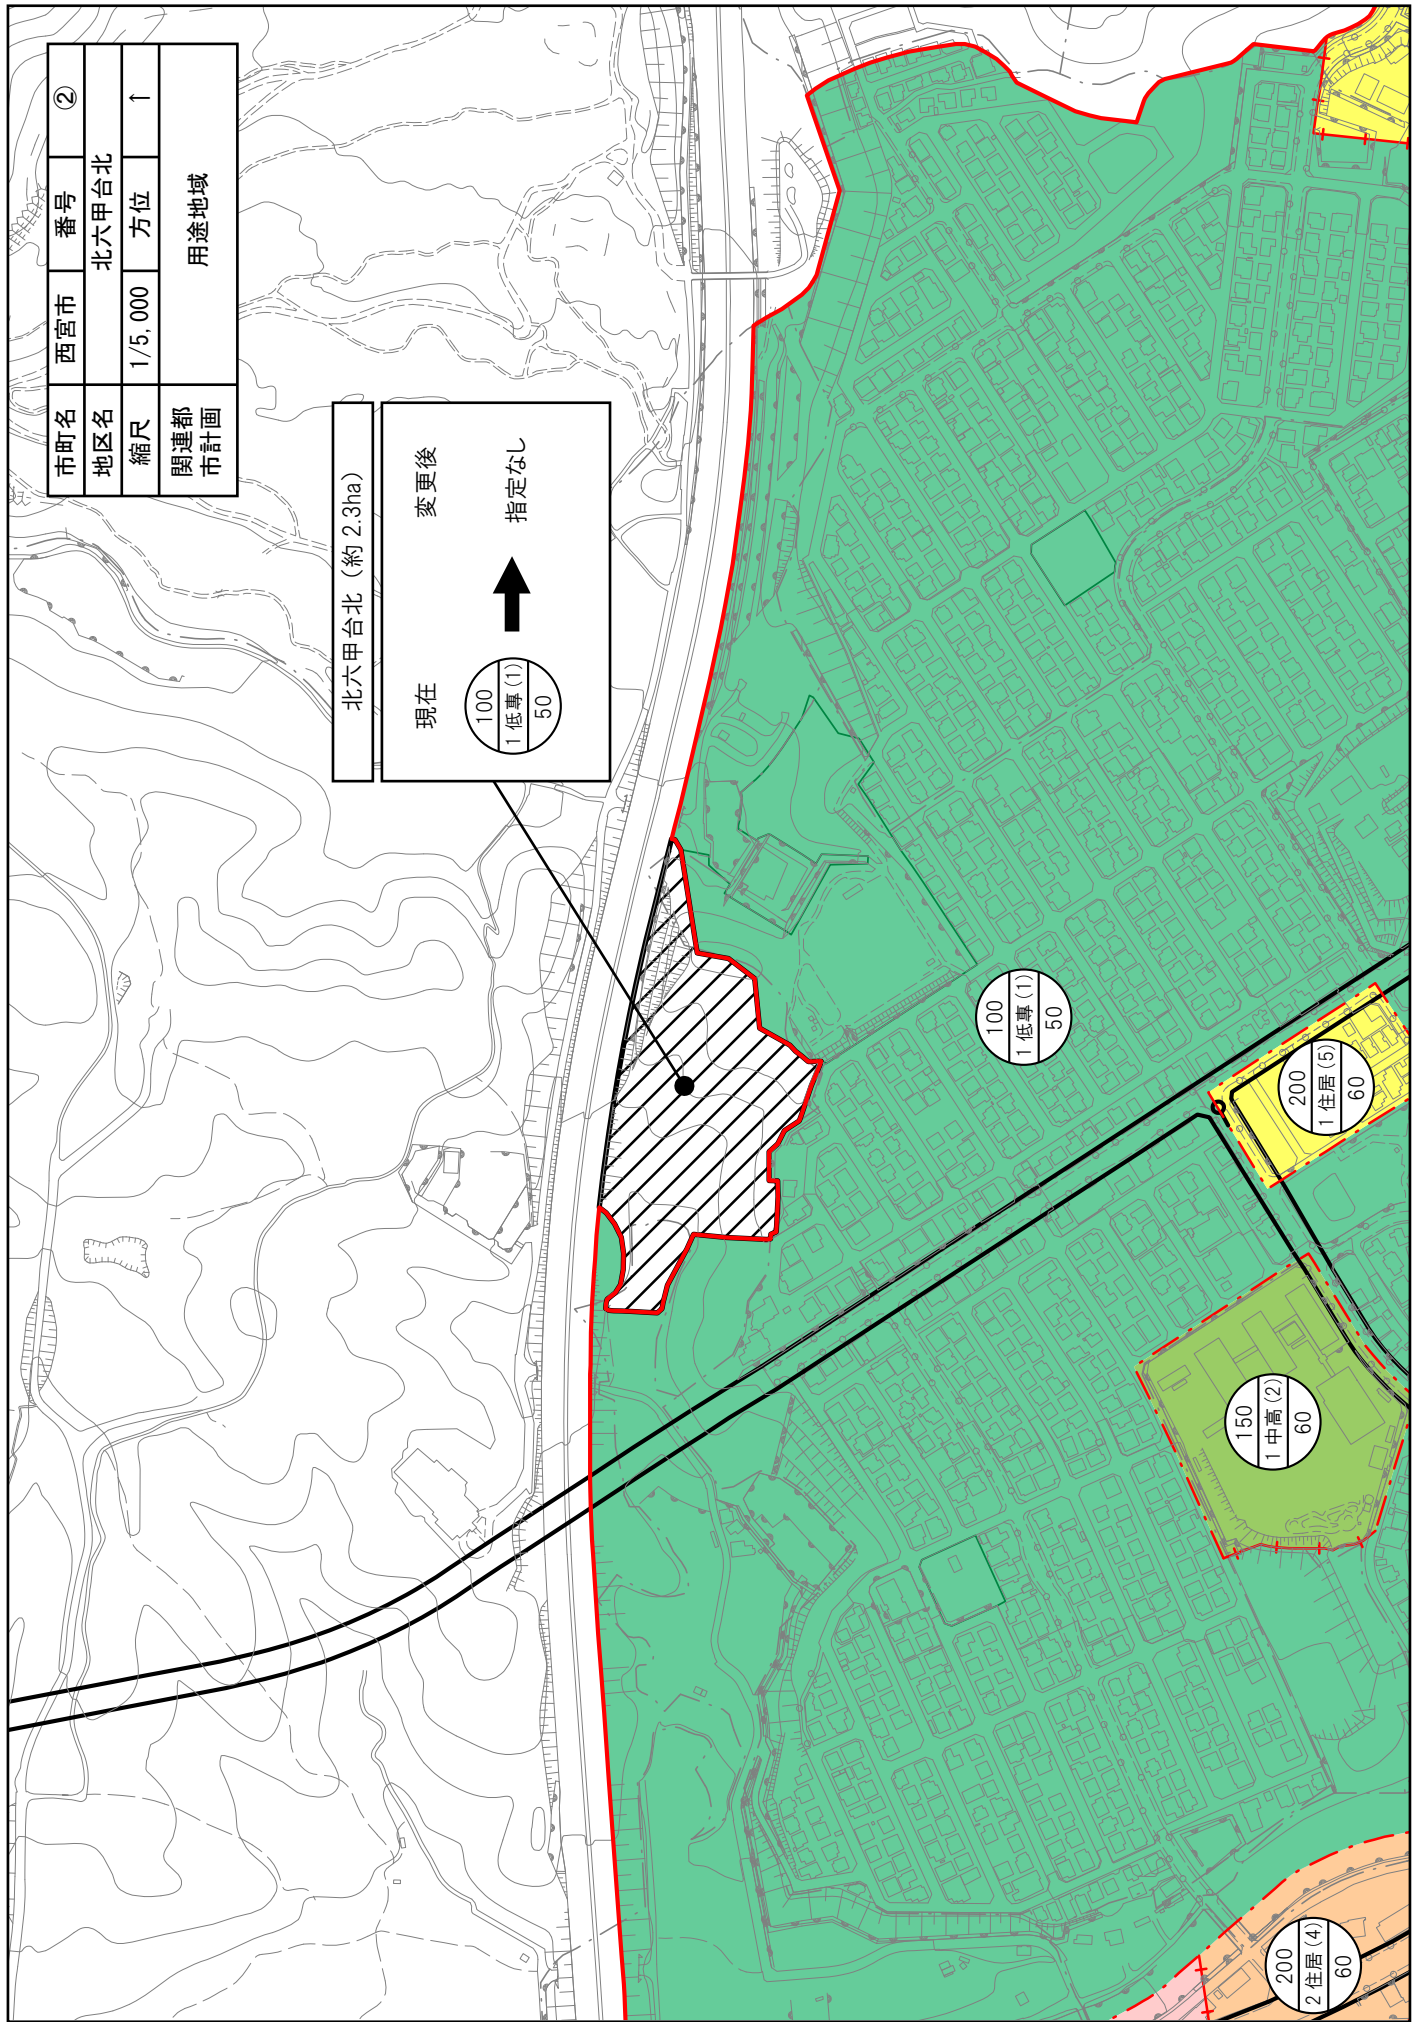 市町名 西宮市 番号 ②
地区名 北六甲台北
縮尺 1/5,000 方位 ↑
関連都
市計画
用途地域
北六甲台北（約 2.3ha）
現在 変更後
100
1低専(1)
50
指定なし
100
1低専(1)
50
200
1住居(5)
60
150
1中高(2)
60
200
2住居(4)
60